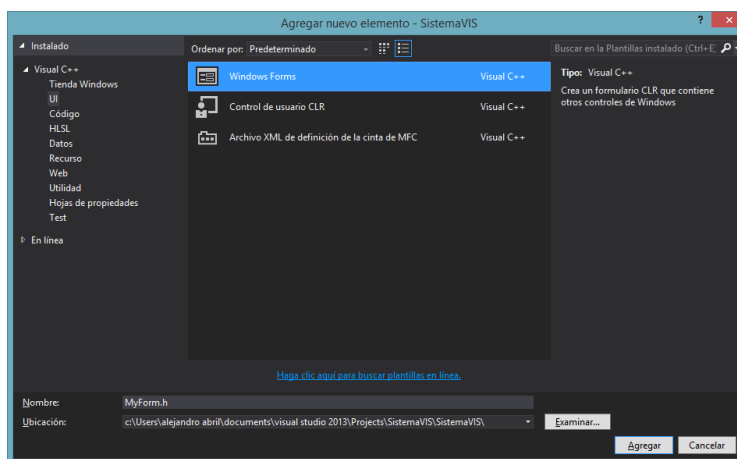 Agregar nuevo elemento - SistemaVIS
Instalado
Ordenar por: Predeterminado
Buscar en la Plantillas instalado (Ctrl+E
Visual C++
Tienda Windows
UI
Código
HLSL
Datos
Recurso
Web
Utilidad
Hojas de propiedades
Test
En línea
Windows Forms Visual C++
Control de usuario CLR Visual C++
Archivo XML de definición de la cinta de MFC Visual C++
Tipo: Visual C++
Crea un formulario CLR que contiene
otros controles de Windows
Haga clic aquí para buscar plantillas en línea.
Nombre: MyForm.h
Ubicación: c:\Users\alejandro abril\documents\visual studio 2013\Projects\SistemaVIS\SistemaVIS\ Examinar...
Agregar Cancelar